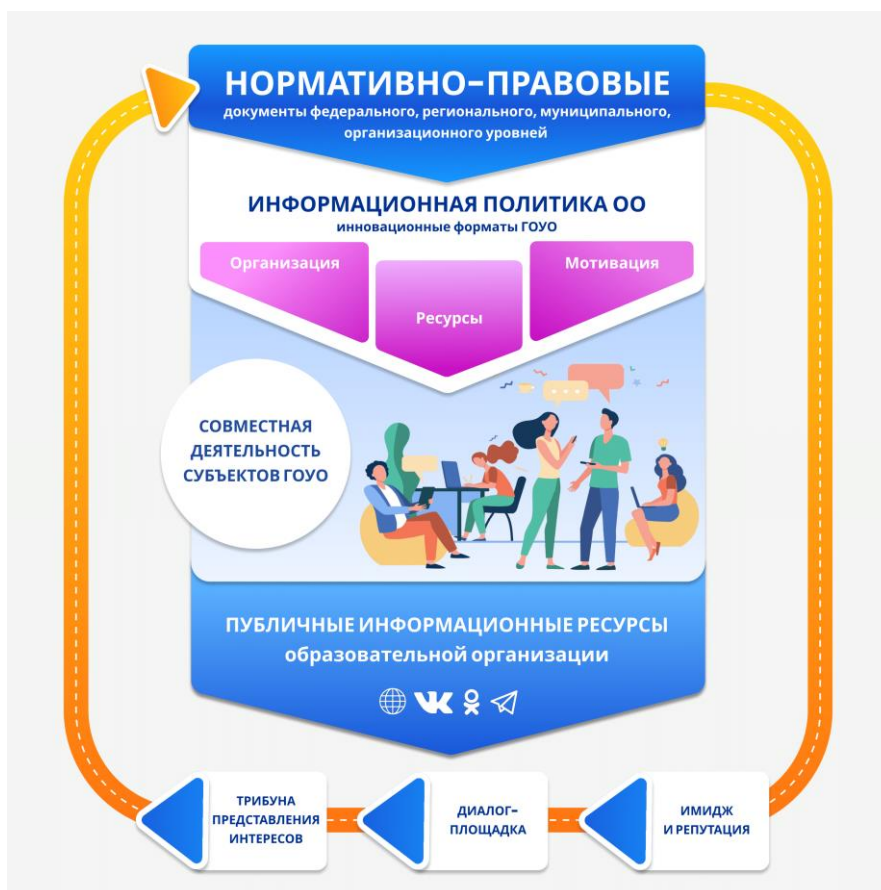 НОРМАТИВНО-ПРАВОВЫЕ
документы федерального, регионального, муниципального,
организационного уровней
ИНФОРМАЦИОННАЯ ПОЛИТИКА ОО
инновационные форматы ГОУО
Организация
Ресурсы
Мотивация
СОВМЕСТНАЯ
ДЕЯТЕЛЬНОСТЬ
СУБЪЕКТОВ ГОУО
ПУБЛИЧНЫЕ ИНФОРМАЦИОННЫЕ РЕСУРСЫ
образовательной организации
ТРИБУНА
ПРЕДСТАВЛЕНИЯ
ИНТЕРЕСОВ
ДИАЛОГ-
ПЛОЩАДКА
ИМИДЖ
И РЕПУТАЦИЯ